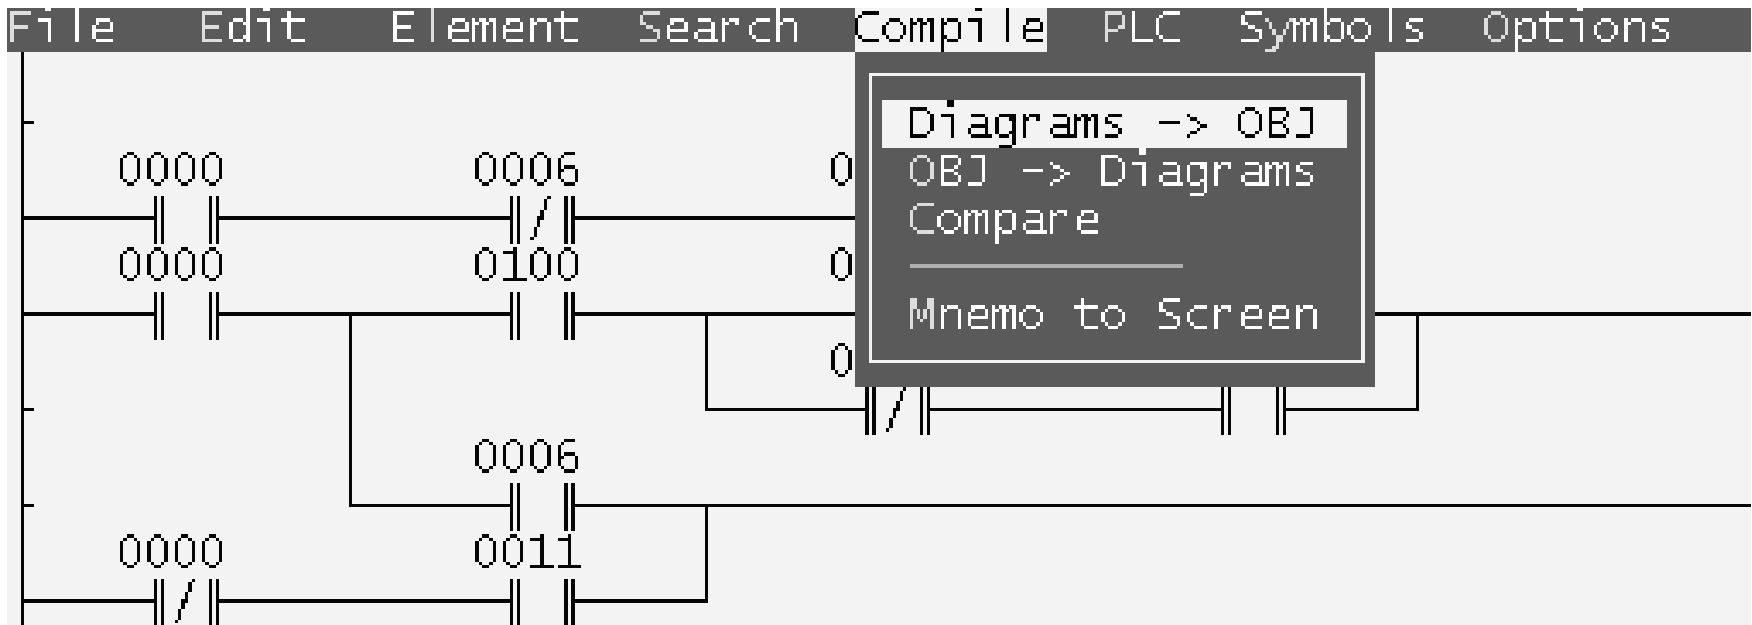 File Edit Element Search Compile PLC Symbols Options
Diagrams -> OBJ
OBJ -> Diagrams
Compare
Mnemo to Screen
0000 0006 0
0000 0100 0
0
0006
0000 0011